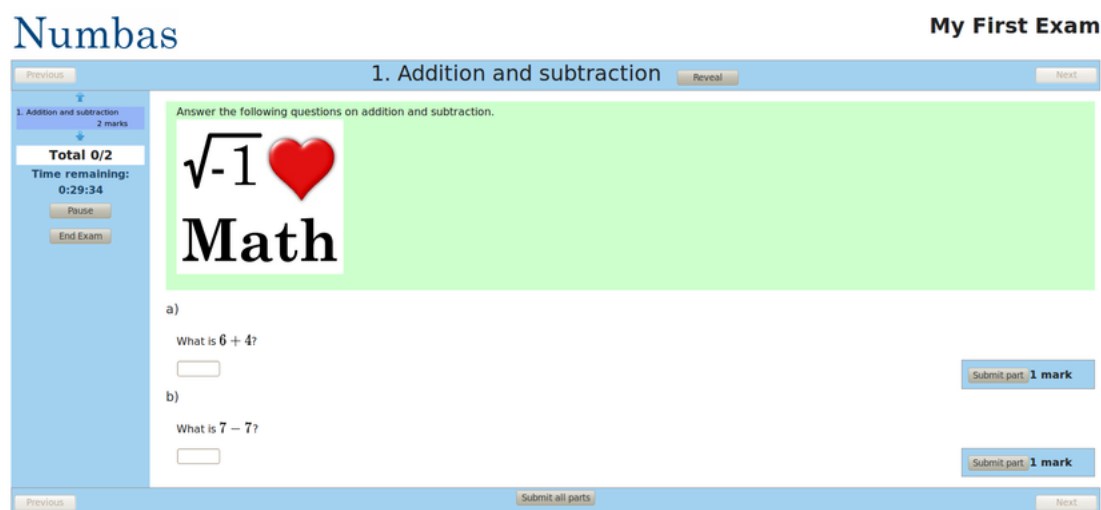 Numbas
My First Exam
Previous
1. Addition and subtraction
Reveal
Next
1. Addition and subtraction
2 marks
Total 0/2
Time remaining:
0:29:34
Pause
End Exam
Answer the following questions on addition and subtraction.
√-1
Math
a)
What is 6 + 4?
Submit part 1 mark
b)
What is 7 − 7?
Submit part 1 mark
Previous
Submit all parts
Next